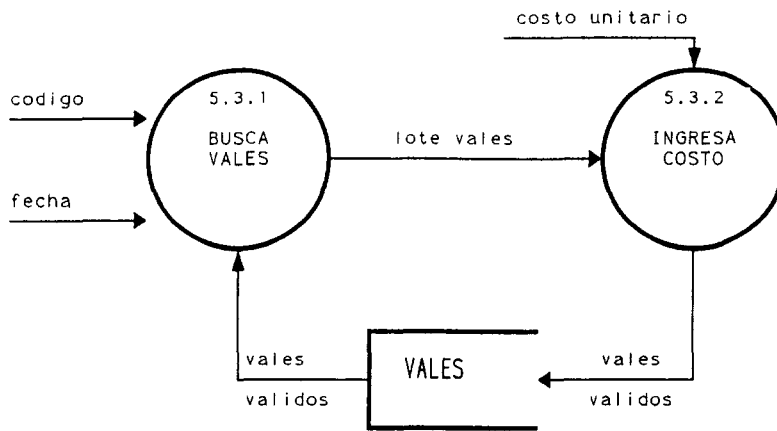 costo unitario
codigo
5.3.1
BUSCA
VALES
lote vales
5.3.2
INGRESA
COSTO
fecha
vales
validos
VALES
vales
validos